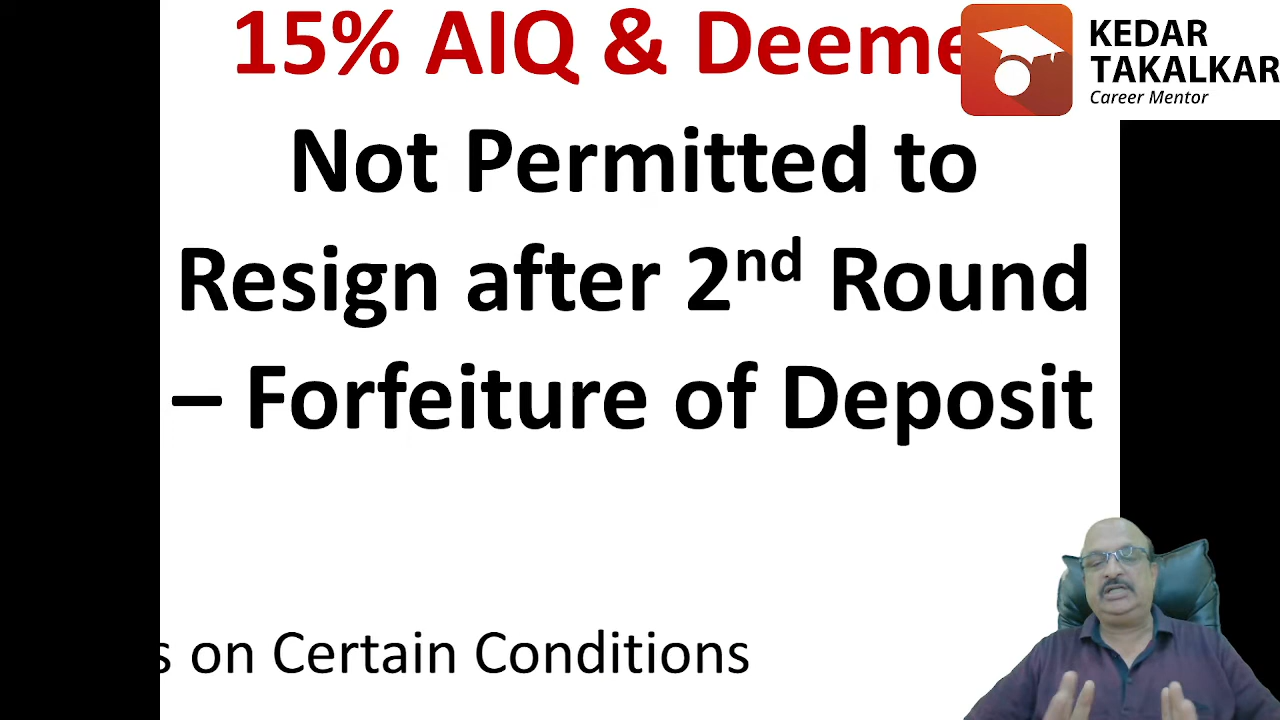 15% AIQ & Deeme
KEDAR
TAKALKAR
Career Mentor
Not Permitted to
Resign after 2nd Round
– Forfeiture of Deposit
s on Certain Conditions